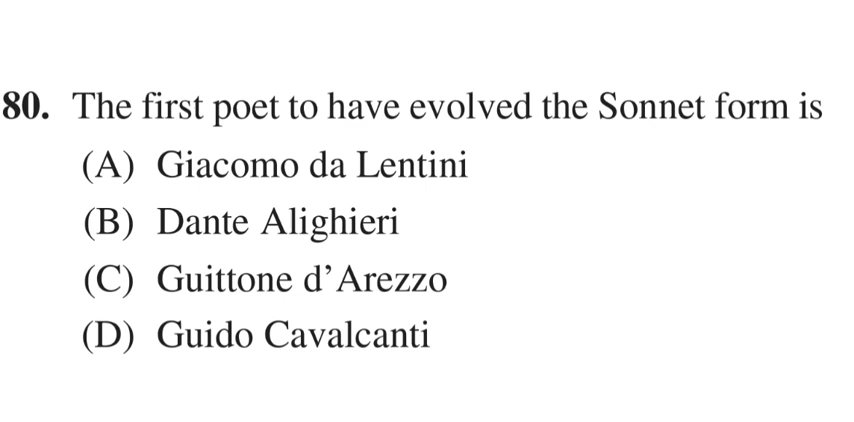 80. The first poet to have evolved the Sonnet form is
(A) Giacomo da Lentini
(B) Dante Alighieri
(C) Guittone d’Arezzo
(D) Guido Cavalcanti